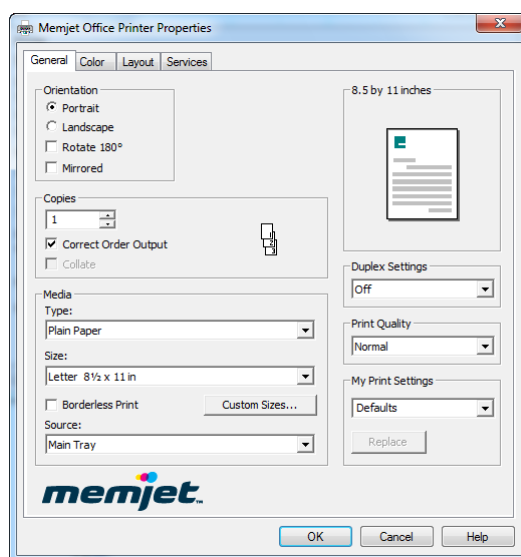 Memjet Office Printer Properties
General Color Layout Services
Orientation
Portrait
Landscape
Rotate 180°
Mirrored
Copies
1
Correct Order Output
Collate
Media
Type:
Plain Paper
Size:
Letter 8½ x 11 in
Borderless Print
Custom Sizes...
Source:
Main Tray
8.5 by 11 inches
Duplex Settings
Off
Print Quality
Normal
My Print Settings
Defaults
Replace
memjet™
OK Cancel Help